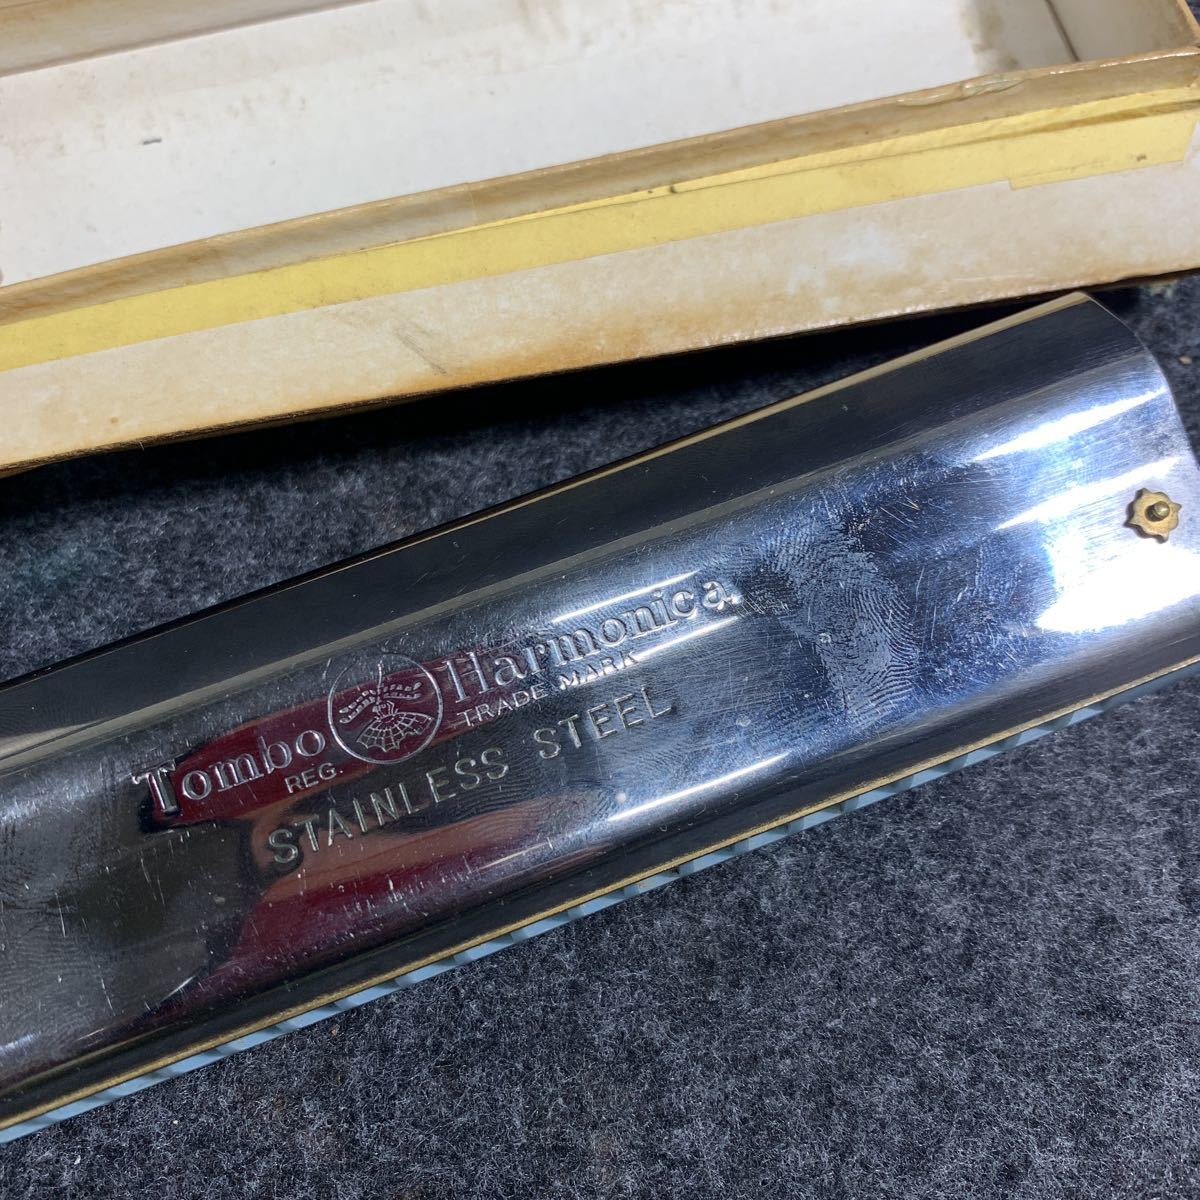 Tombo Harmonica.
REG. TRADE MARK
STAINLESS STEEL